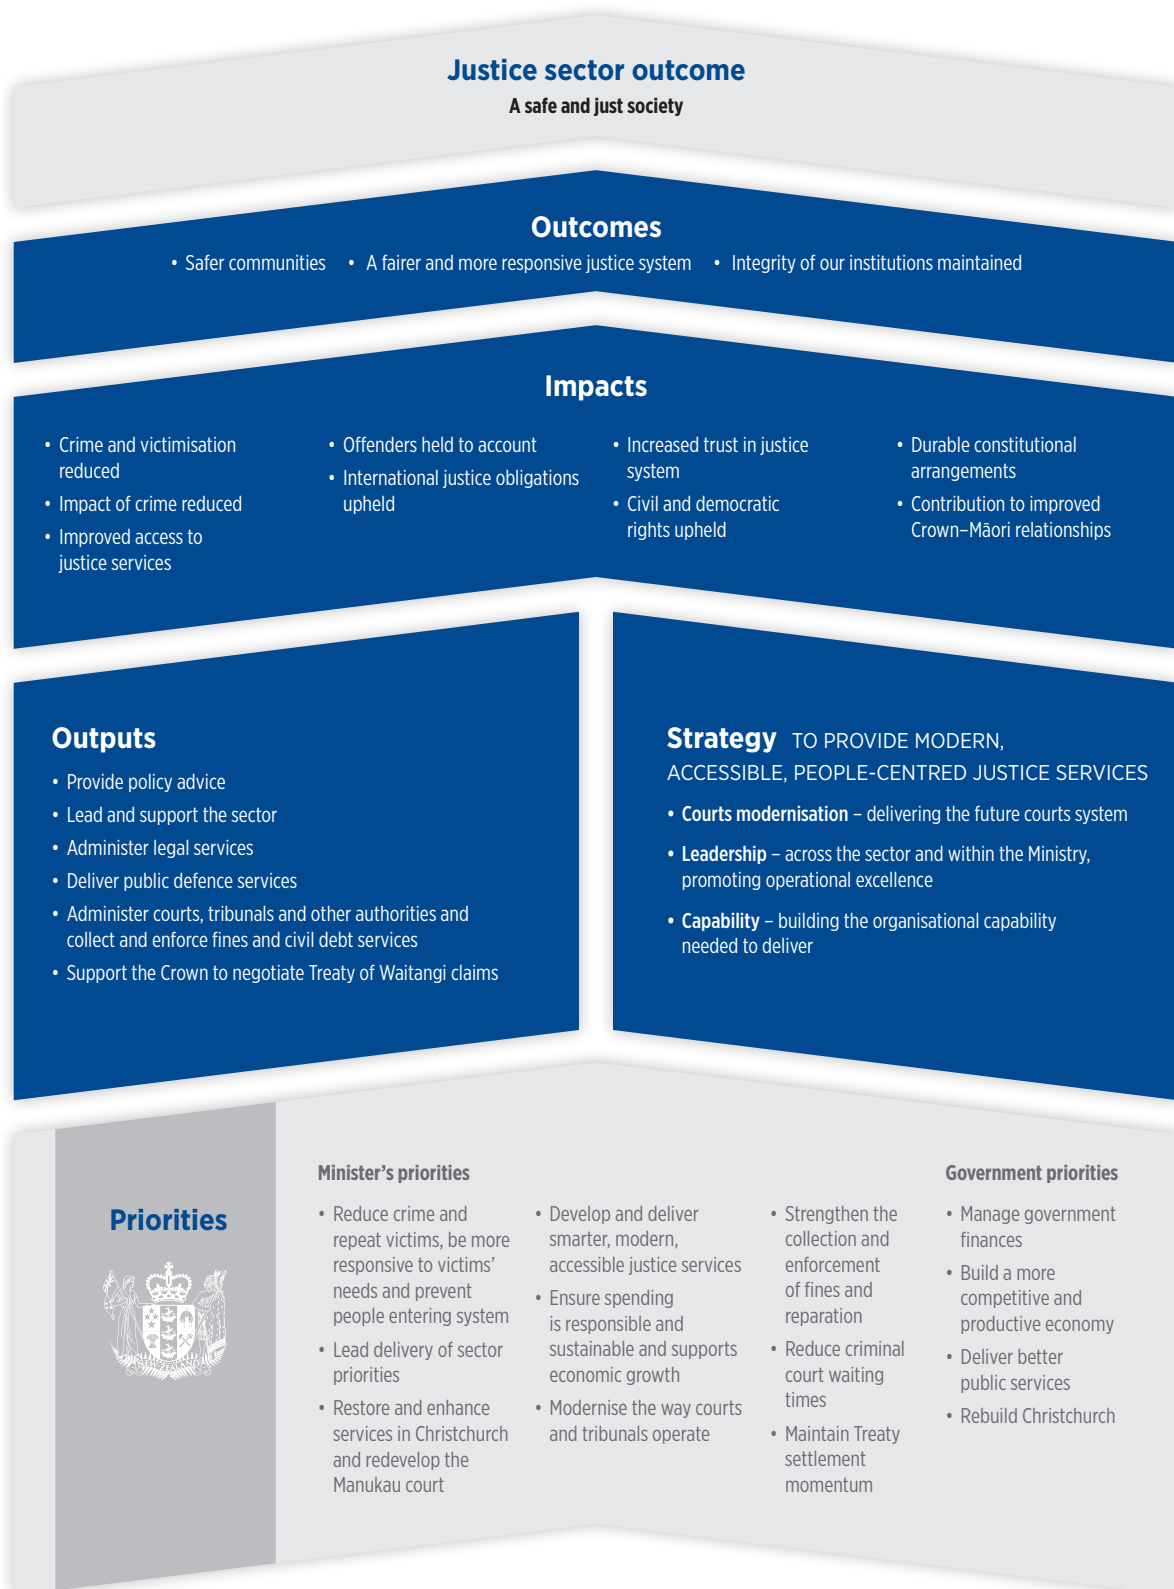 Justice sector outcome
A safe and just society
Outcomes
• Safer communities • A fairer and more responsive justice system • Integrity of our institutions maintained
Impacts
• Crime and victimisation
reduced
• Impact of crime reduced
• Improved access to
justice services
• Offenders held to account
• International justice obligations
upheld
• Increased trust in justice
system
• Civil and democratic
rights upheld
• Durable constitutional
arrangements
• Contribution to improved
Crown–Māori relationships
Outputs
• Provide policy advice
• Lead and support the sector
• Administer legal services
• Deliver public defence services
• Administer courts, tribunals and other authorities and
collect and enforce fines and civil debt services
• Support the Crown to negotiate Treaty of Waitangi claims
Strategy TO PROVIDE MODERN,
ACCESSIBLE, PEOPLE-CENTRED JUSTICE SERVICES
• Courts modernisation – delivering the future courts system
• Leadership – across the sector and within the Ministry,
promoting operational excellence
• Capability – building the organisational capability
needed to deliver
Priorities
NEW ZEALAND
Minister’s priorities
• Reduce crime and
repeat victims, be more
responsive to victims’
needs and prevent
people entering system
• Lead delivery of sector
priorities
• Restore and enhance
services in Christchurch
and redevelop the
Manukau court
• Develop and deliver
smarter, modern,
accessible justice services
• Ensure spending
is responsible and
sustainable and supports
economic growth
• Modernise the way courts
and tribunals operate
• Strengthen the
collection and
enforcement
of fines and
reparation
• Reduce criminal
court waiting
times
• Maintain Treaty
settlement
momentum
Government priorities
• Manage government
finances
• Build a more
competitive and
productive economy
• Deliver better
public services
• Rebuild Christchurch